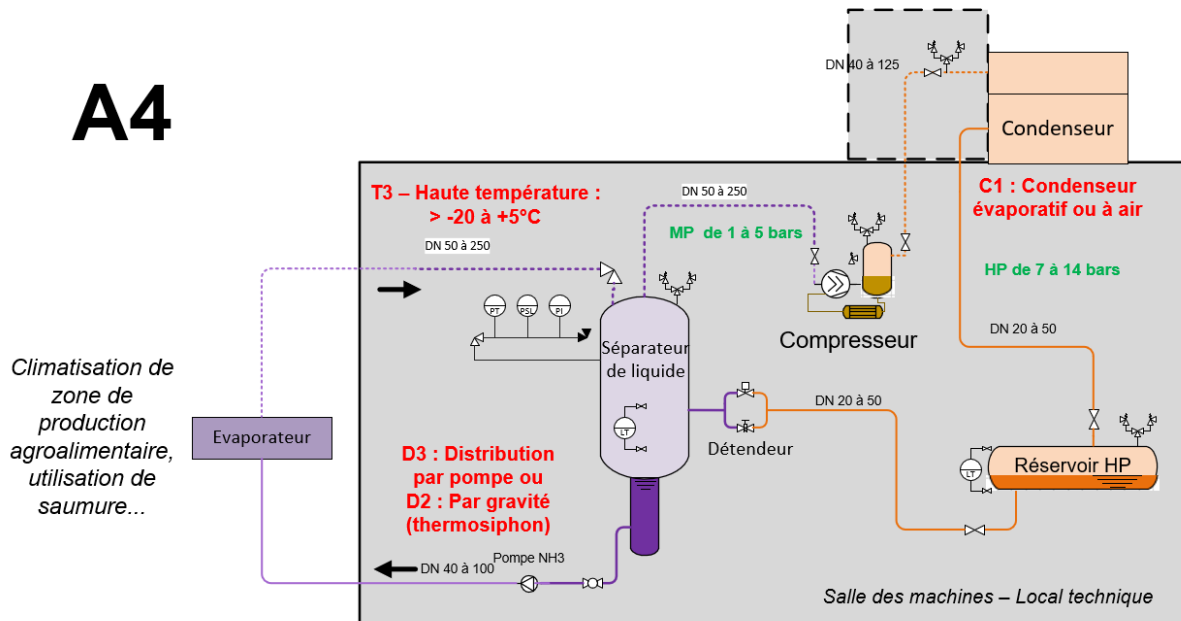 A4
DN 40 à 125
Condenseur
T3 – Haute température :
> -20 à +5°C
DN 50 à 250
DN 50 à 250
MP de 1 à 5 bars
C1 : Condenseur
évaporatif ou à air
HP de 7 à 14 bars
PT
PSL
PI
Compresseur
DN 20 à 50
Séparateur
de liquide
Climatisation de
zone de
production
agroalimentaire,
utilisation de
saumure...
Evaporateur
LT
DN 20 à 50
Détendeur
D3 : Distribution
par pompe ou
D2 : Par gravité
(thermosiphon)
LT
Réservoir HP
Pompe NH3
DN 40 à 100
Salle des machines – Local technique